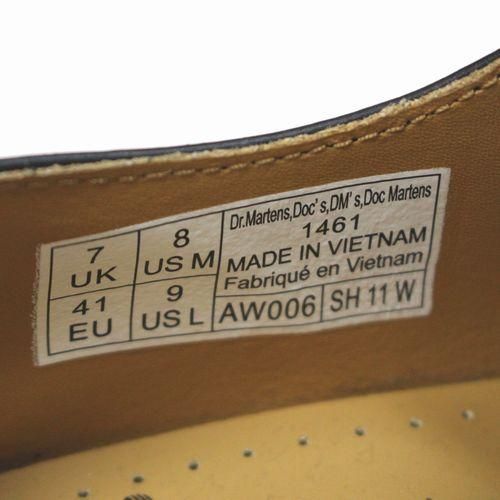 7 UK
8 US M
41 EU
9 US L
Dr.Martens,Doc's,DM's,Doc Martens
1461
MADE IN VIETNAM
Fabriqué en Vietnam
AW006
SH 11 W